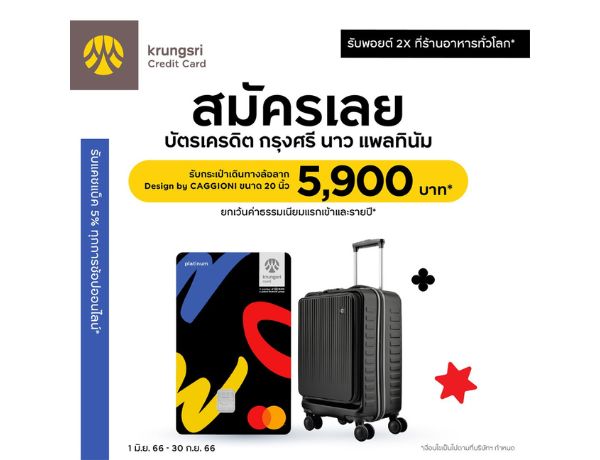 krungsri
Credit Card
รับพอยต์ 2X ที่ร้านอาหารทั่วโลก*
สมัครเลย
บัตรเครดิต กรุงศรี นาว แพลทินัม
รับกระเป๋าเดินทางล้อลาก
Design by CAGGIONI ขนาด 20 นิ้ว
5,900 บาท*
ยกเว้นค่าธรรมเนียมแรกเข้าและรายปี*
รับแคชแบ็ค 5% ทุกการช้อปออนไลน์*
platinum
krungsri
card
1 มิ.ย. 66 - 30 ก.ย. 66
*เงื่อนไขเป็นไปตามที่บริษัทฯ กำหนด